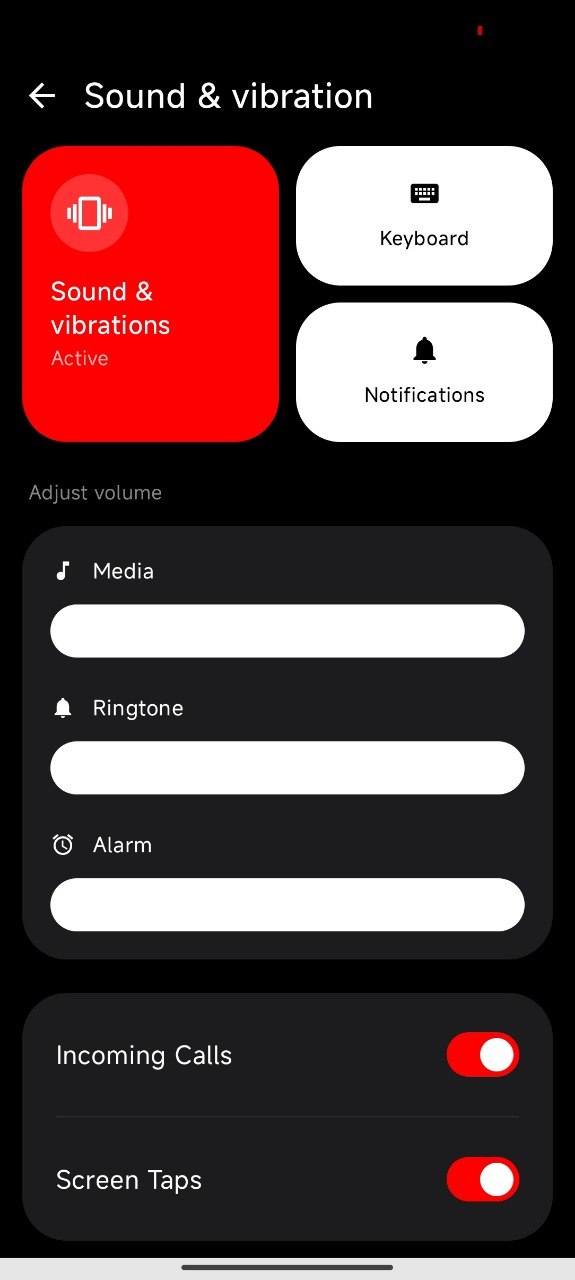 Sound & vibration
Sound &
vibrations
Active
Keyboard
Notifications
Adjust volume
Media
Ringtone
Alarm
Incoming Calls
Screen Taps